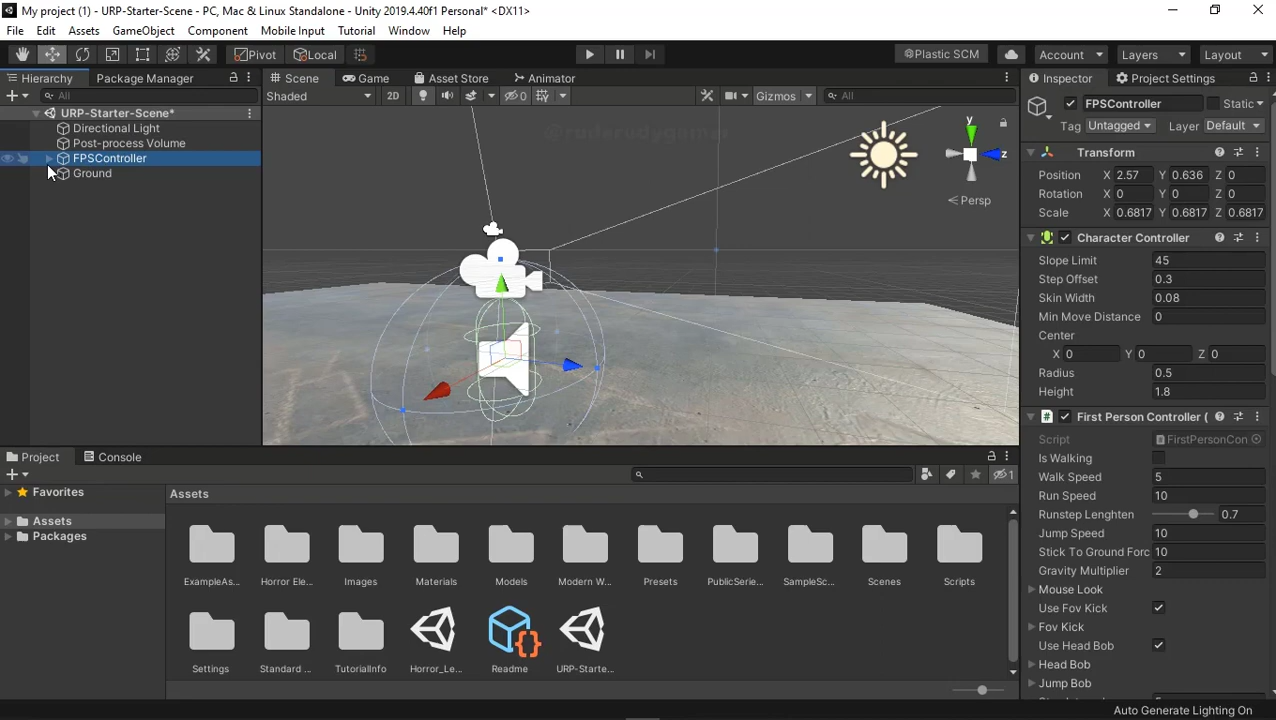 My project (1) - URP-Starter-Scene - PC, Mac & Linux Standalone - Unity 2019.4.40f1 Personal* <DX11>
File Edit Assets GameObject Component Mobile Input Tutorial Window Help
Pivot Local Plastic SCM Account Layers Layout
Hierarchy Package Manager Scene Game Asset Store Animator Inspector Project Settings
All Shaded 2D 0 Gizmos All FPSController Static
URP-Starter-Scene* Tag Untagged Layer Default
Directional Light
Post-process Volume
FPSController
Ground
@ruderudygamer
y
z
Persp
Transform
Position X 2.57 Y 0.636 Z 0
Rotation X 0 Y 0 Z 0
Scale X 0.6817 Y 0.6817 Z 0.6817
Character Controller
Slope Limit 45
Step Offset 0.3
Skin Width 0.08
Min Move Distance 0
Center
X 0 Y 0 Z 0
Radius 0.5
Height 1.8
First Person Controller (
Script FirstPersonCon
Is Walking
Walk Speed 5
Run Speed 10
Runstep Lenghten 0.7
Jump Speed 10
Stick To Ground Forc 10
Gravity Multiplier 2
Mouse Look
Use Fov Kick
Fov Kick
Use Head Bob
Head Bob
Jump Bob
Project Console
1
Favorites
Assets
Packages
Assets
ExampleAs... Horror Ele... Images Materials Models Modern W... Presets PublicSerie... SampleSc... Scenes Scripts
Settings Standard ... TutorialInfo Horror_Le... Readme URP-Starte...
Auto Generate Lighting On